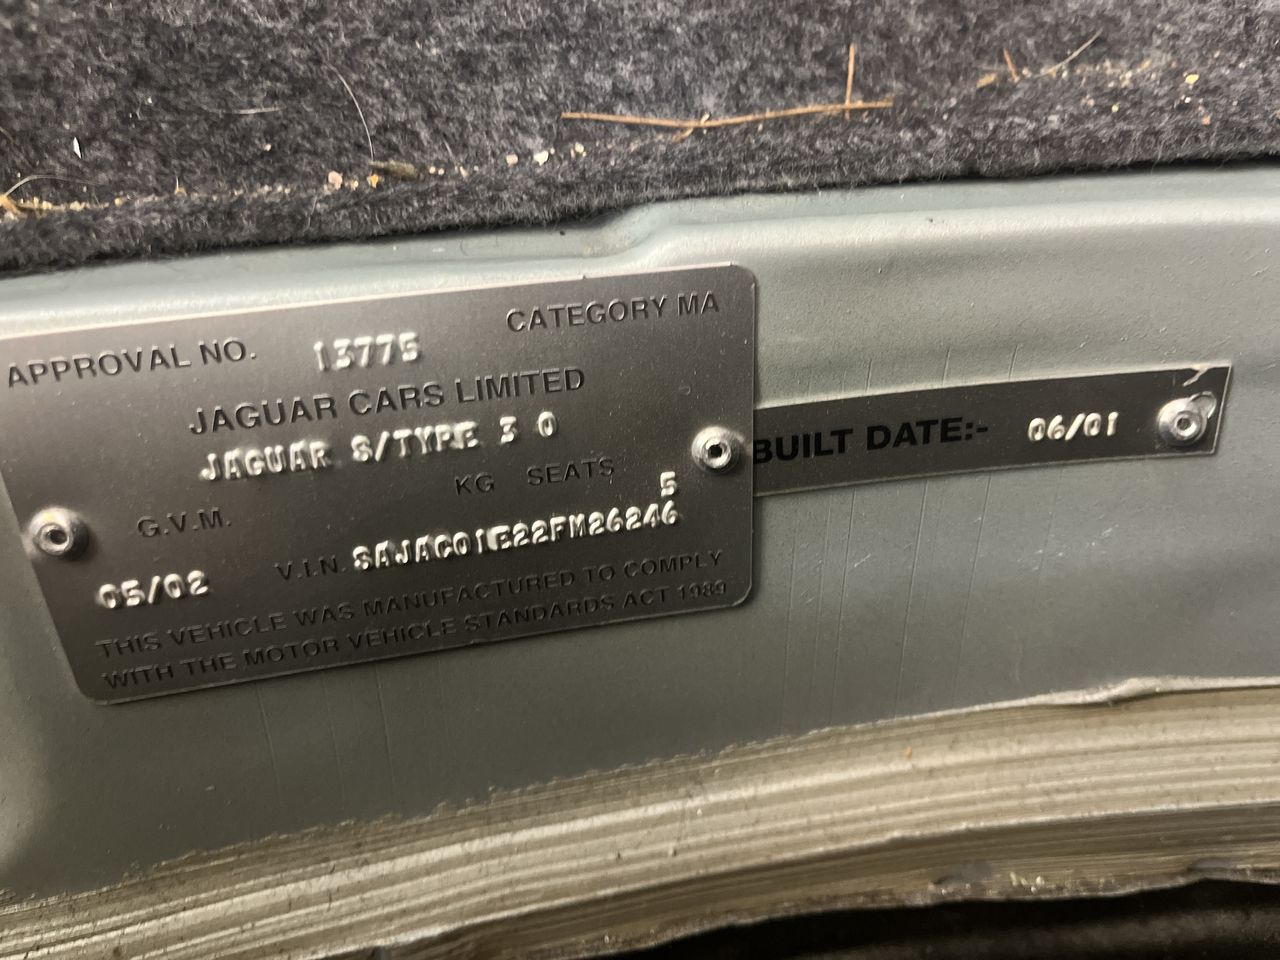 APPROVAL NO. 13775 CATEGORY MA
JAGUAR CARS LIMITED
JAGUAR S/TYPE 3 0
G.V.M. KG SEATS 5
05/02 V.I.N. SAJAC01E22FM26246
THIS VEHICLE WAS MANUFACTURED TO COMPLY
WITH THE MOTOR VEHICLE STANDARDS ACT 1989
BUILT DATE:- 06/01